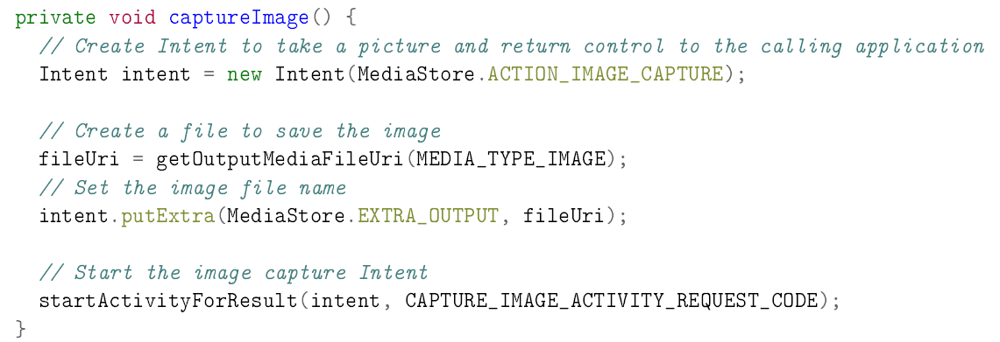 private void captureImage() {
  // Create Intent to take a picture and return control to the calling application
  Intent intent = new Intent(MediaStore.ACTION_IMAGE_CAPTURE);

  // Create a file to save the image
  fileUri = getOutputMediaFileUri(MEDIA_TYPE_IMAGE);
  // Set the image file name
  intent.putExtra(MediaStore.EXTRA_OUTPUT, fileUri);

  // Start the image capture Intent
  startActivityForResult(intent, CAPTURE_IMAGE_ACTIVITY_REQUEST_CODE);
}